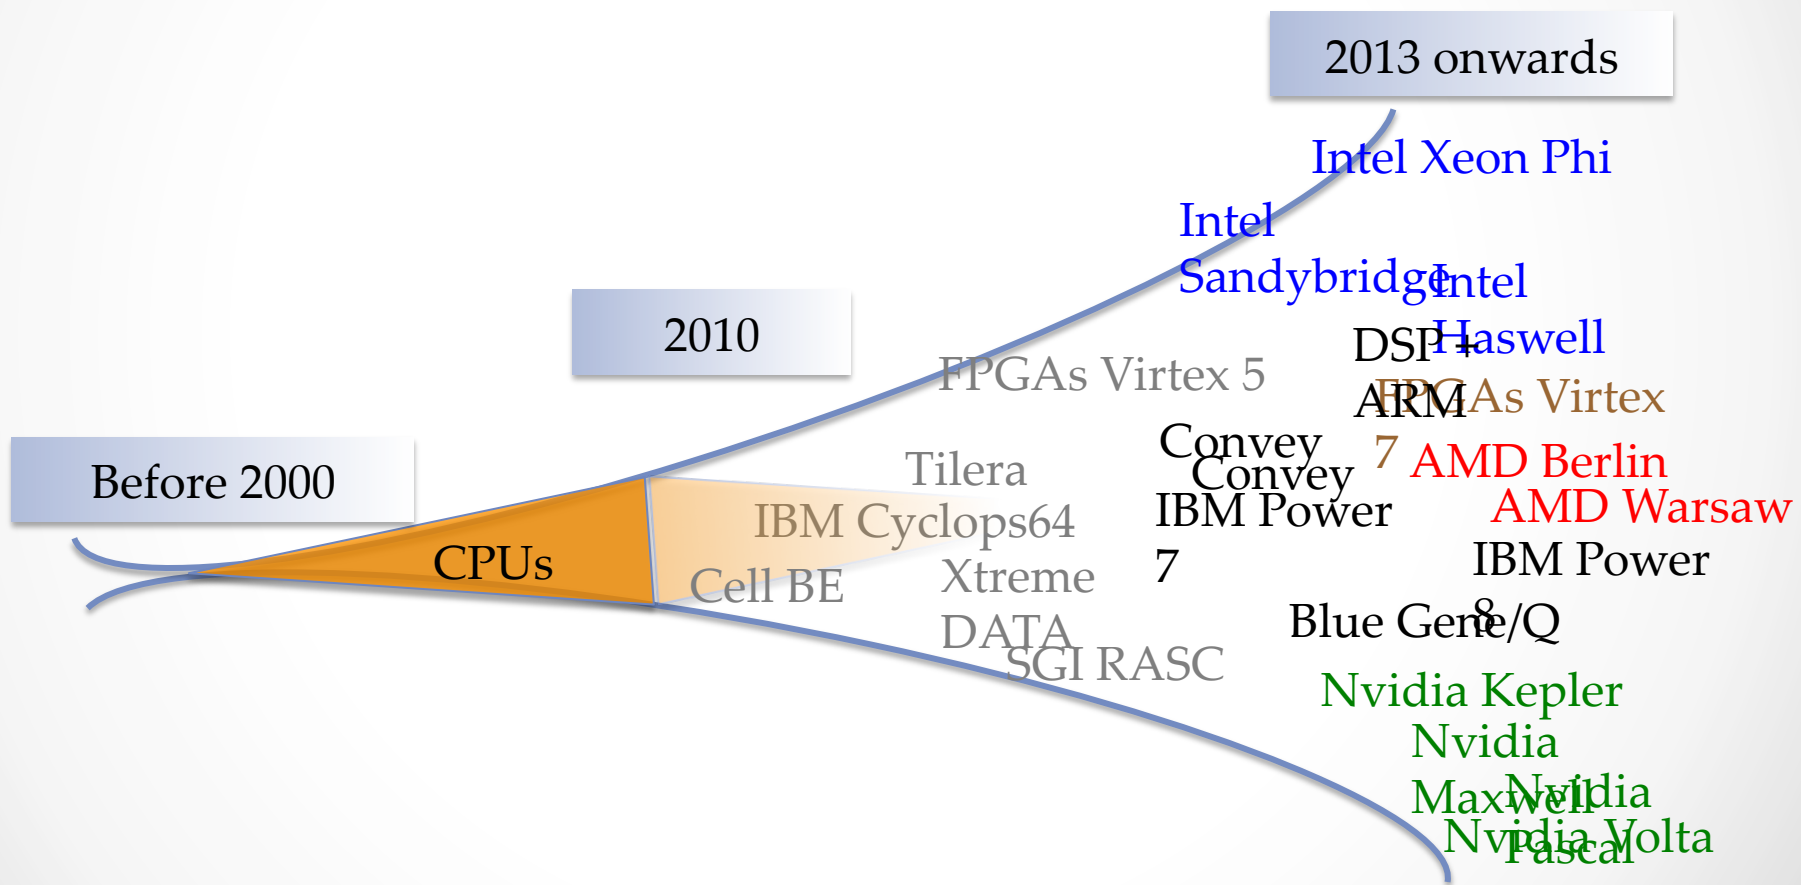 2013 onwards
Intel Xeon Phi
Intel
Sandybridge
Intel
Haswell
2010
DSP +
ARM
FPGAs Virtex 5
FPGAs Virtex
7
Before 2000
Convey
Convey
Tilera
AMD Berlin
IBM Cyclops64
IBM Power
7
AMD Warsaw
CPUs
Cell BE
Xtreme
DATA
IBM Power
8
SGI RASC
Blue Gene/Q
Nvidia Kepler
Nvidia
Maxwell
Nvidia
Pascal
Nvidia Volta